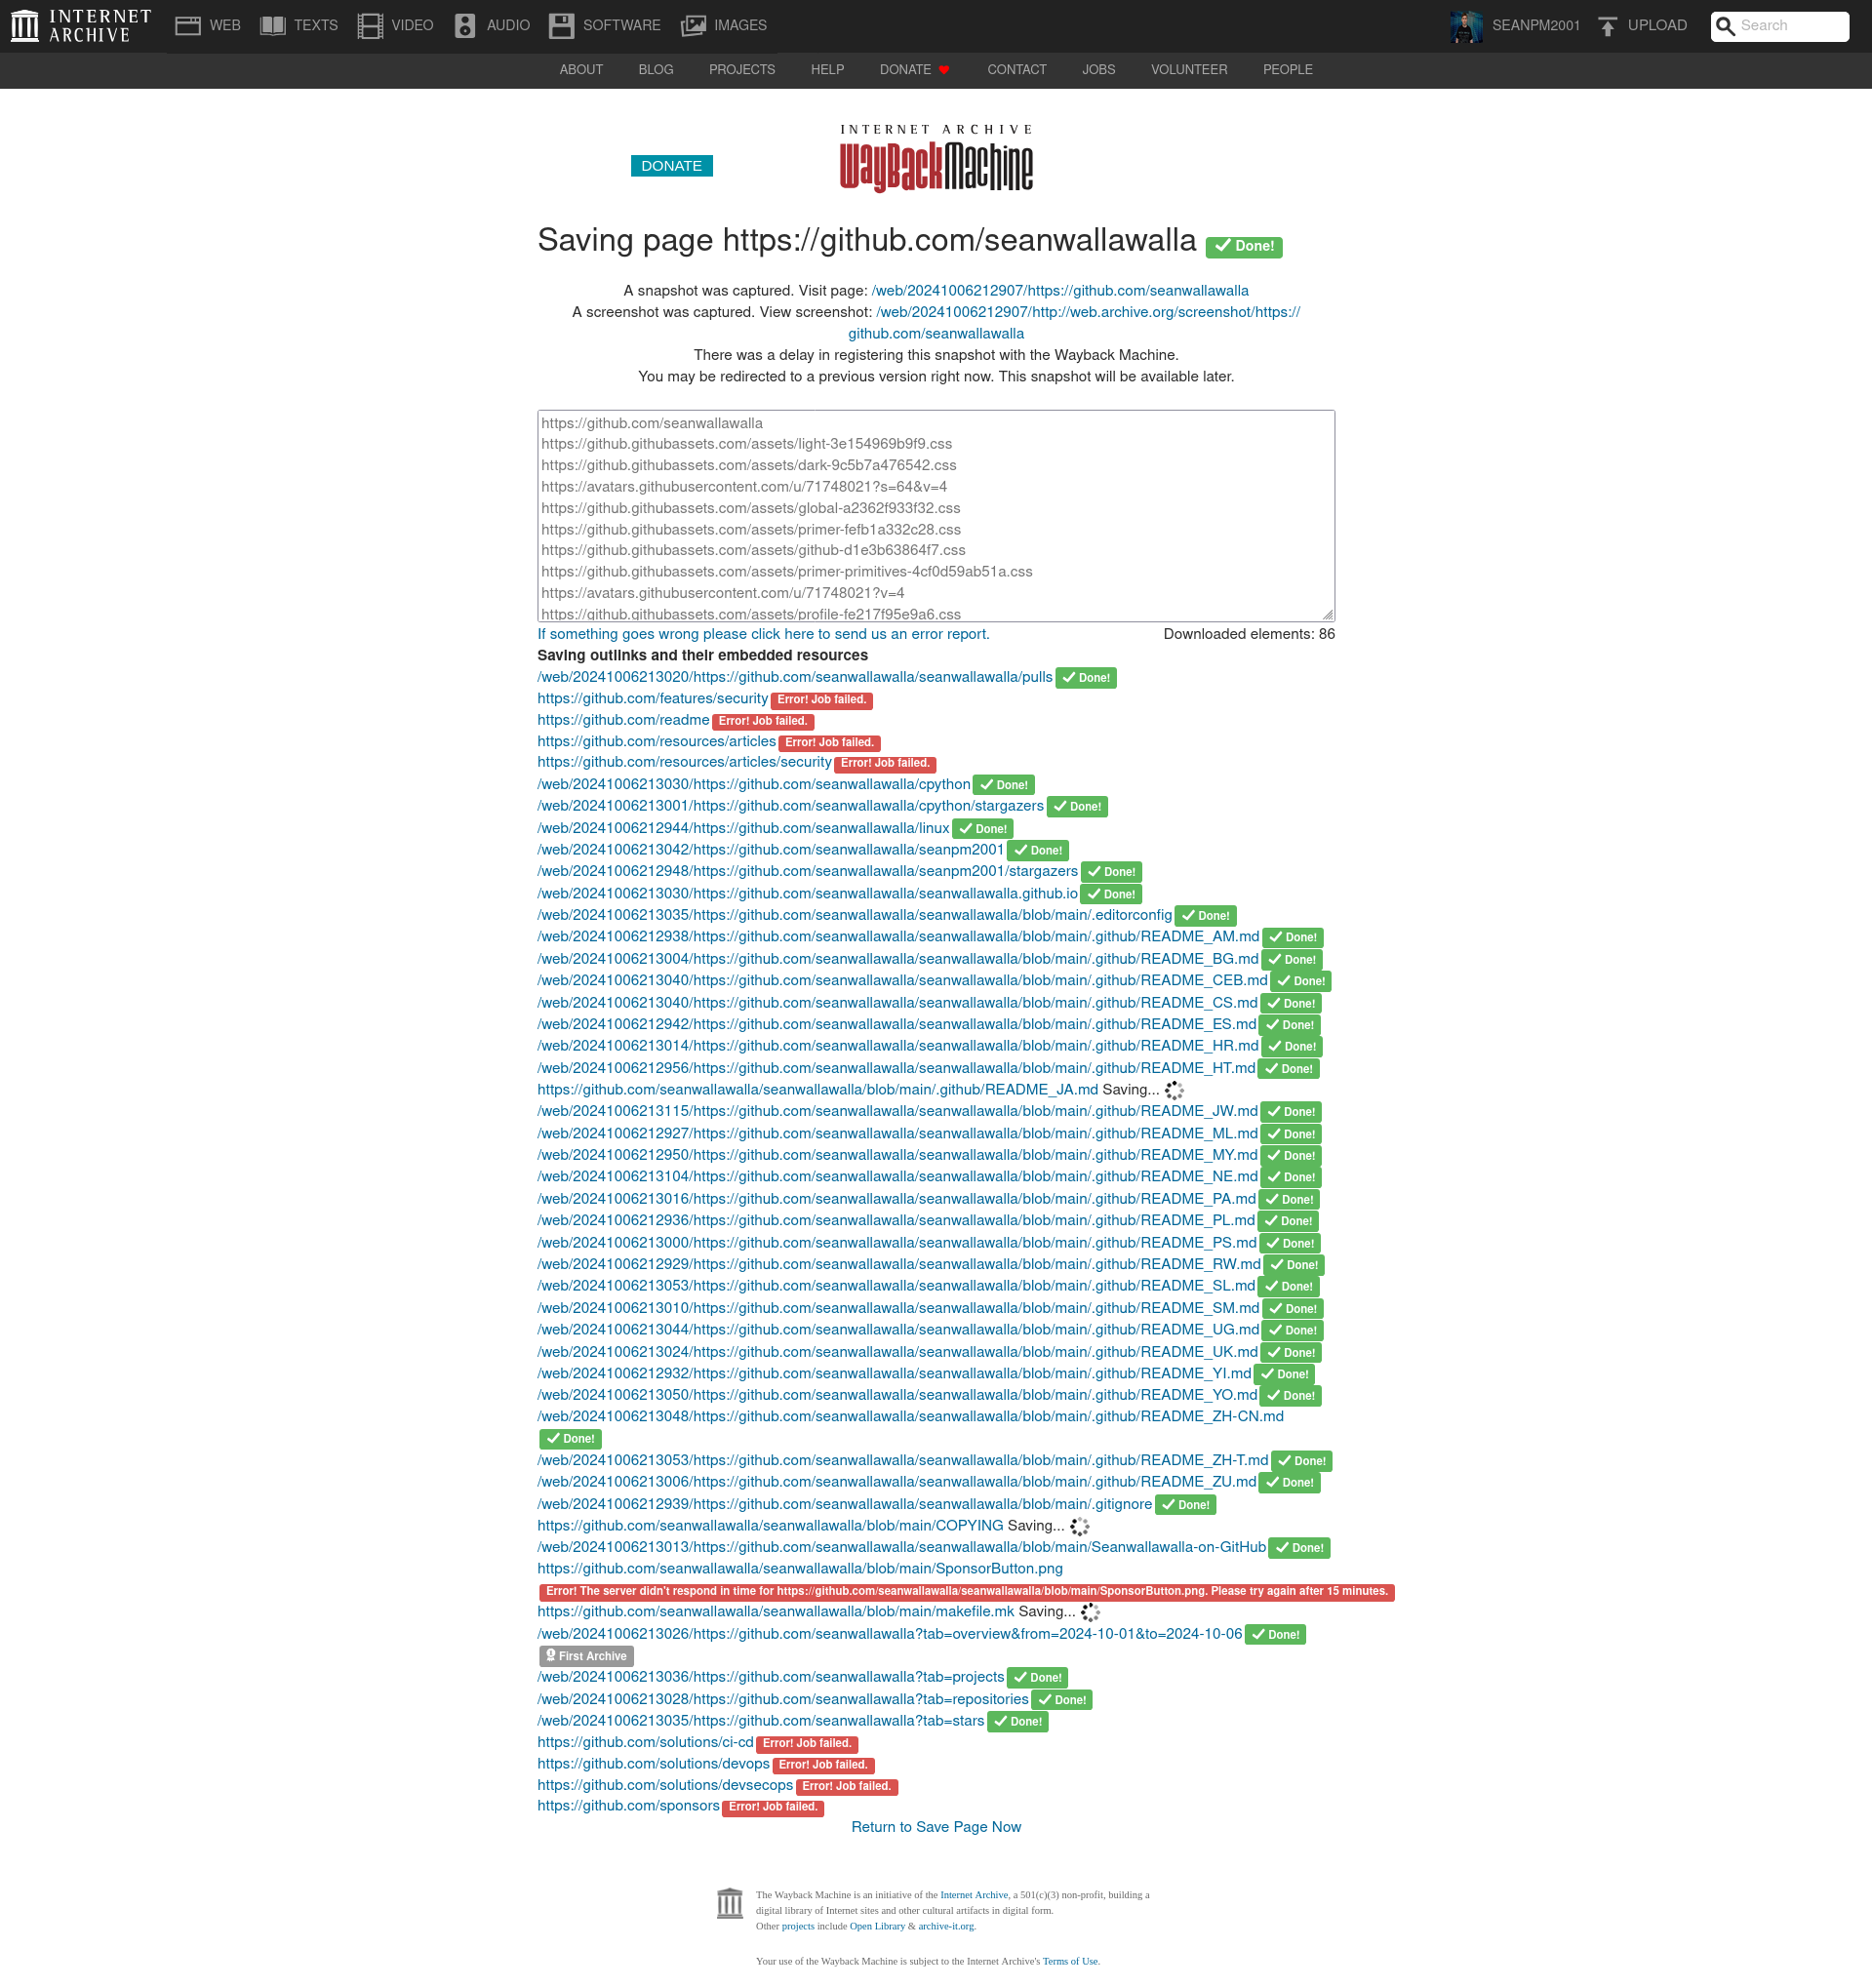 INTERNET ARCHIVE
WEB TEXTS VIDEO AUDIO SOFTWARE IMAGES SEANPM2001 UPLOAD Search
ABOUT BLOG PROJECTS HELP DONATE CONTACT JOBS VOLUNTEER PEOPLE
INTERNET ARCHIVE
DONATE WayBackMachine
Saving page https://github.com/seanwallawalla Done!
A snapshot was captured. Visit page: /web/20241006212907/https://github.com/seanwallawalla
A screenshot was captured. View screenshot: /web/20241006212907/http://web.archive.org/screenshot/https://
github.com/seanwallawalla
There was a delay in registering this snapshot with the Wayback Machine.
You may be redirected to a previous version right now. This snapshot will be available later.
https://github.com/seanwallawalla
https://github.githubassets.com/assets/light-3e154969b9f9.css
https://github.githubassets.com/assets/dark-9c5b7a476542.css
https://avatars.githubusercontent.com/u/71748021?s=64&v=4
https://github.githubassets.com/assets/global-a2362f933f32.css
https://github.githubassets.com/assets/primer-fefb1a332c28.css
https://github.githubassets.com/assets/github-d1e3b63864f7.css
https://github.githubassets.com/assets/primer-primitives-4cf0d59ab51a.css
https://avatars.githubusercontent.com/u/71748021?v=4
https://github.githubassets.com/assets/profile-fe217f95e9a6.css
If something goes wrong please click here to send us an error report. Downloaded elements: 86
Saving outlinks and their embedded resources
/web/20241006213020/https://github.com/seanwallawalla/seanwallawalla/pulls Done!
https://github.com/features/security Error! Job failed.
https://github.com/readme Error! Job failed.
https://github.com/resources/articles Error! Job failed.
https://github.com/resources/articles/security Error! Job failed.
/web/20241006213030/https://github.com/seanwallawalla/cpython Done!
/web/20241006213001/https://github.com/seanwallawalla/cpython/stargazers Done!
/web/20241006212944/https://github.com/seanwallawalla/linux Done!
/web/20241006213042/https://github.com/seanwallawalla/seanpm2001 Done!
/web/20241006212948/https://github.com/seanwallawalla/seanpm2001/stargazers Done!
/web/20241006213030/https://github.com/seanwallawalla/seanwallawalla.github.io Done!
/web/20241006213035/https://github.com/seanwallawalla/seanwallawalla/blob/main/.editorconfig Done!
/web/20241006212938/https://github.com/seanwallawalla/seanwallawalla/blob/main/.github/README_AM.md Done!
/web/20241006213004/https://github.com/seanwallawalla/seanwallawalla/blob/main/.github/README_BG.md Done!
/web/20241006213040/https://github.com/seanwallawalla/seanwallawalla/blob/main/.github/README_CEB.md Done!
/web/20241006213040/https://github.com/seanwallawalla/seanwallawalla/blob/main/.github/README_CS.md Done!
/web/20241006212942/https://github.com/seanwallawalla/seanwallawalla/blob/main/.github/README_ES.md Done!
/web/20241006213014/https://github.com/seanwallawalla/seanwallawalla/blob/main/.github/README_HR.md Done!
/web/20241006212956/https://github.com/seanwallawalla/seanwallawalla/blob/main/.github/README_HT.md Done!
https://github.com/seanwallawalla/seanwallawalla/blob/main/.github/README_JA.md Saving...
/web/20241006213115/https://github.com/seanwallawalla/seanwallawalla/blob/main/.github/README_JW.md Done!
/web/20241006212927/https://github.com/seanwallawalla/seanwallawalla/blob/main/.github/README_ML.md Done!
/web/20241006212950/https://github.com/seanwallawalla/seanwallawalla/blob/main/.github/README_MY.md Done!
/web/20241006213104/https://github.com/seanwallawalla/seanwallawalla/blob/main/.github/README_NE.md Done!
/web/20241006213016/https://github.com/seanwallawalla/seanwallawalla/blob/main/.github/README_PA.md Done!
/web/20241006212936/https://github.com/seanwallawalla/seanwallawalla/blob/main/.github/README_PL.md Done!
/web/20241006213000/https://github.com/seanwallawalla/seanwallawalla/blob/main/.github/README_PS.md Done!
/web/20241006212929/https://github.com/seanwallawalla/seanwallawalla/blob/main/.github/README_RW.md Done!
/web/20241006213053/https://github.com/seanwallawalla/seanwallawalla/blob/main/.github/README_SL.md Done!
/web/20241006213010/https://github.com/seanwallawalla/seanwallawalla/blob/main/.github/README_SM.md Done!
/web/20241006213044/https://github.com/seanwallawalla/seanwallawalla/blob/main/.github/README_UG.md Done!
/web/20241006213024/https://github.com/seanwallawalla/seanwallawalla/blob/main/.github/README_UK.md Done!
/web/20241006212932/https://github.com/seanwallawalla/seanwallawalla/blob/main/.github/README_YI.md Done!
/web/20241006213050/https://github.com/seanwallawalla/seanwallawalla/blob/main/.github/README_YO.md Done!
/web/20241006213048/https://github.com/seanwallawalla/seanwallawalla/blob/main/.github/README_ZH-CN.md
Done!
/web/20241006213053/https://github.com/seanwallawalla/seanwallawalla/blob/main/.github/README_ZH-T.md Done!
/web/20241006213006/https://github.com/seanwallawalla/seanwallawalla/blob/main/.github/README_ZU.md Done!
/web/20241006212939/https://github.com/seanwallawalla/seanwallawalla/blob/main/.gitignore Done!
https://github.com/seanwallawalla/seanwallawalla/blob/main/COPYING Saving...
/web/20241006213013/https://github.com/seanwallawalla/seanwallawalla/blob/main/Seanwallawalla-on-GitHub Done!
https://github.com/seanwallawalla/seanwallawalla/blob/main/SponsorButton.png
Error! The server didn't respond in time for https://github.com/seanwallawalla/seanwallawalla/blob/main/SponsorButton.png. Please try again after 15 minutes.
https://github.com/seanwallawalla/seanwallawalla/blob/main/makefile.mk Saving...
/web/20241006213026/https://github.com/seanwallawalla?tab=overview&from=2024-10-01&to=2024-10-06 Done!
First Archive
/web/20241006213036/https://github.com/seanwallawalla?tab=projects Done!
/web/20241006213028/https://github.com/seanwallawalla?tab=repositories Done!
/web/20241006213035/https://github.com/seanwallawalla?tab=stars Done!
https://github.com/solutions/ci-cd Error! Job failed.
https://github.com/solutions/devops Error! Job failed.
https://github.com/solutions/devsecops Error! Job failed.
https://github.com/sponsors Error! Job failed.
Return to Save Page Now
The Wayback Machine is an initiative of the Internet Archive, a 501(c)(3) non-profit, building a
digital library of Internet sites and other cultural artifacts in digital form.
Other projects include Open Library & archive-it.org.
Your use of the Wayback Machine is subject to the Internet Archive's Terms of Use.